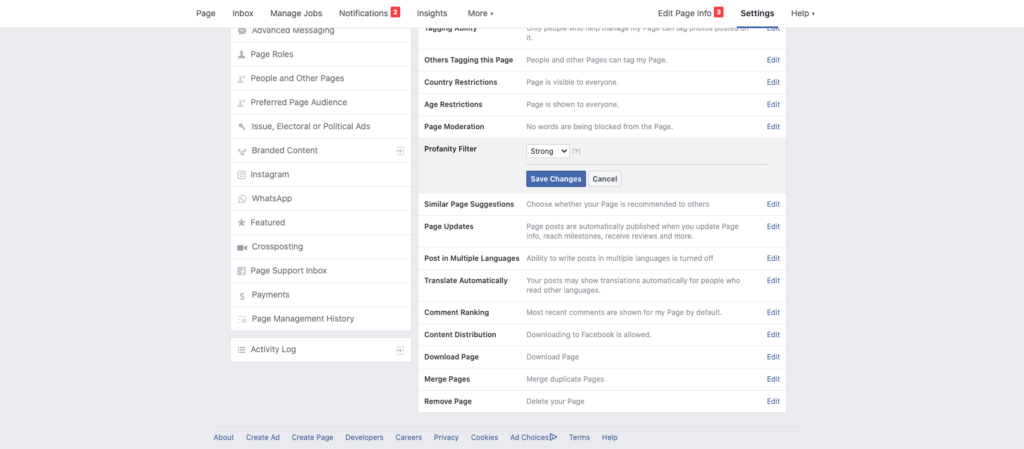 Page Inbox Manage Jobs Notifications 2 Insights More Edit Page Info 3 Settings Help
Advanced Messaging
Page Roles
People and Other Pages
Preferred Page Audience
Issue, Electoral or Political Ads
Branded Content
Instagram
WhatsApp
Featured
Crossposting
Page Support Inbox
Payments
Page Management History
Activity Log
Tagging Ability Only people who help manage my Page can tag photos posted on Edit
it.
Others Tagging this Page People and other Pages can tag my Page. Edit
Country Restrictions Page is visible to everyone. Edit
Age Restrictions Page is shown to everyone. Edit
Page Moderation No words are being blocked from the Page. Edit
Profanity Filter Strong [?]
Save Changes Cancel
Similar Page Suggestions Choose whether your Page is recommended to others Edit
Page Updates Page posts are automatically published when you update Page Edit
info, reach milestones, receive reviews and more.
Post in Multiple Languages Ability to write posts in multiple languages is turned off Edit
Translate Automatically Your posts may show translations automatically for people who Edit
read other languages.
Comment Ranking Most recent comments are shown for my Page by default. Edit
Content Distribution Downloading to Facebook is allowed. Edit
Download Page Download Page Edit
Merge Pages Merge duplicate Pages Edit
Remove Page Delete your Page Edit
About Create Ad Create Page Developers Careers Privacy Cookies Ad Choices Terms Help